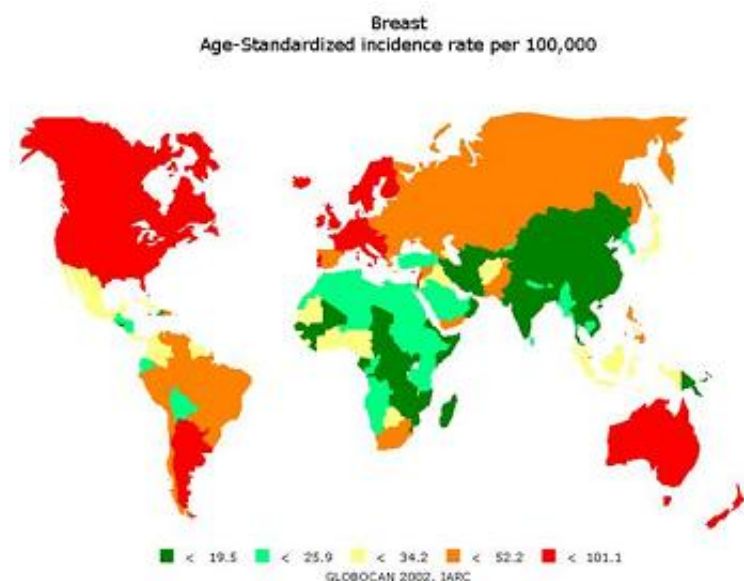 Breast
Age-Standardized incidence rate per 100,000
< 19.5 < 25.9 < 34.2 < 52.2 < 101.1
GLOBOCAN 2002, IARC